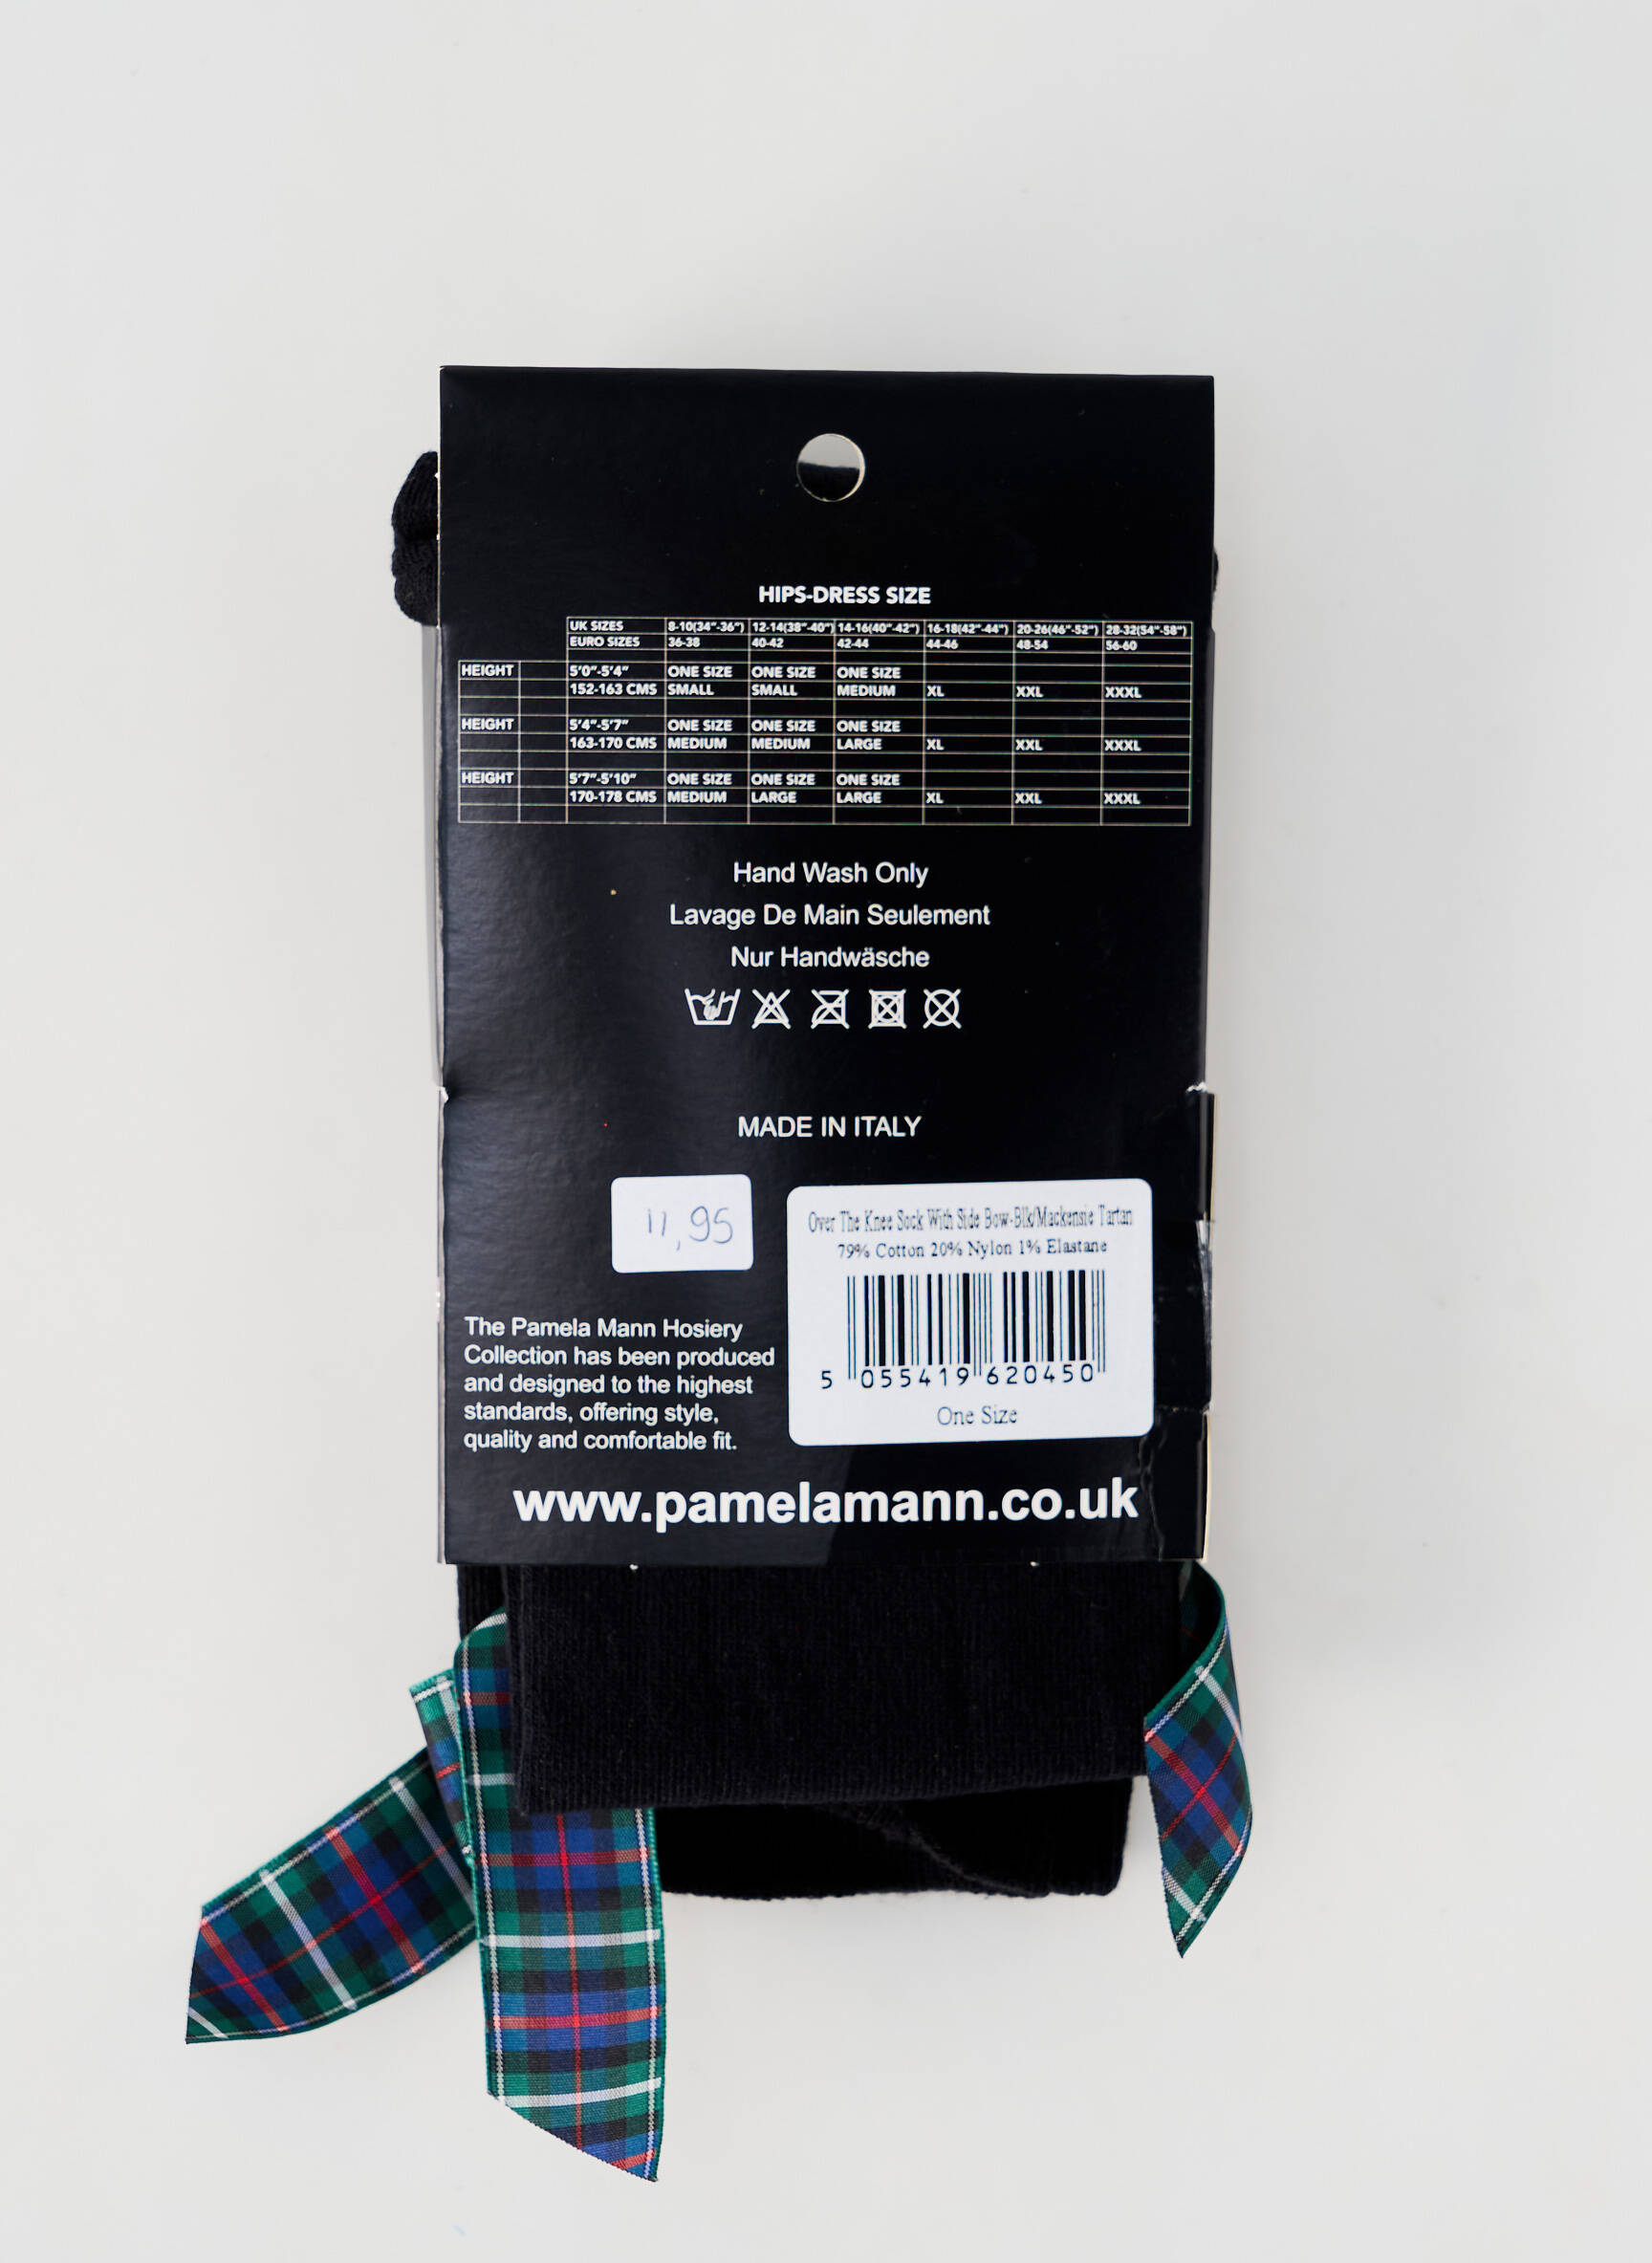 HIPS-DRESS SIZE
UK SIZES 8-10(34"-36") 12-14(38"-40") 14-16(40"-42") 16-18(42"-44") 20-26(46"-52") 28-32(54"-58")
EURO SIZES 36-38 40-42 42-44 44-46 48-54 56-60
HEIGHT 5'0"-5'4" ONE SIZE ONE SIZE ONE SIZE
152-163 CMS SMALL SMALL MEDIUM XL XXL XXXL
HEIGHT 5'4"-5'7" ONE SIZE ONE SIZE ONE SIZE
163-170 CMS MEDIUM MEDIUM LARGE XL XXL XXXL
HEIGHT 5'7"-5'10" ONE SIZE ONE SIZE ONE SIZE
170-178 CMS MEDIUM LARGE LARGE XL XXL XXXL
Hand Wash Only
Lavage De Main Seulement
Nur Handwäsche
MADE IN ITALY
11,95
Over The Knee Sock With Side Bow-Blk/Mackensie Tartan
79% Cotton 20% Nylon 1% Elastane
5 055419 620450
One Size
The Pamela Mann Hosiery
Collection has been produced
and designed to the highest
standards, offering style,
quality and comfortable fit.
www.pamelamann.co.uk